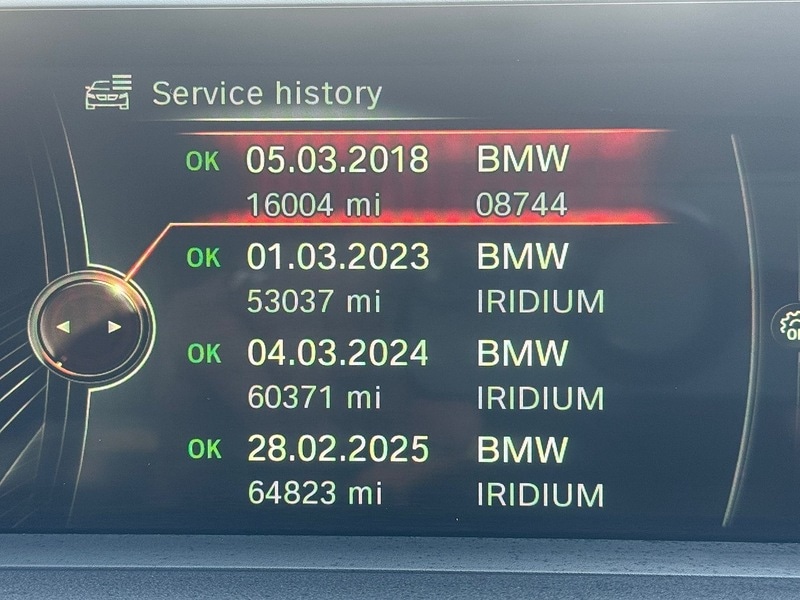 Service history
OK 05.03.2018 BMW
16004 mi 08744
OK 01.03.2023 BMW
53037 mi IRIDIUM
OK 04.03.2024 BMW
60371 mi IRIDIUM
OK 28.02.2025 BMW
64823 mi IRIDIUM